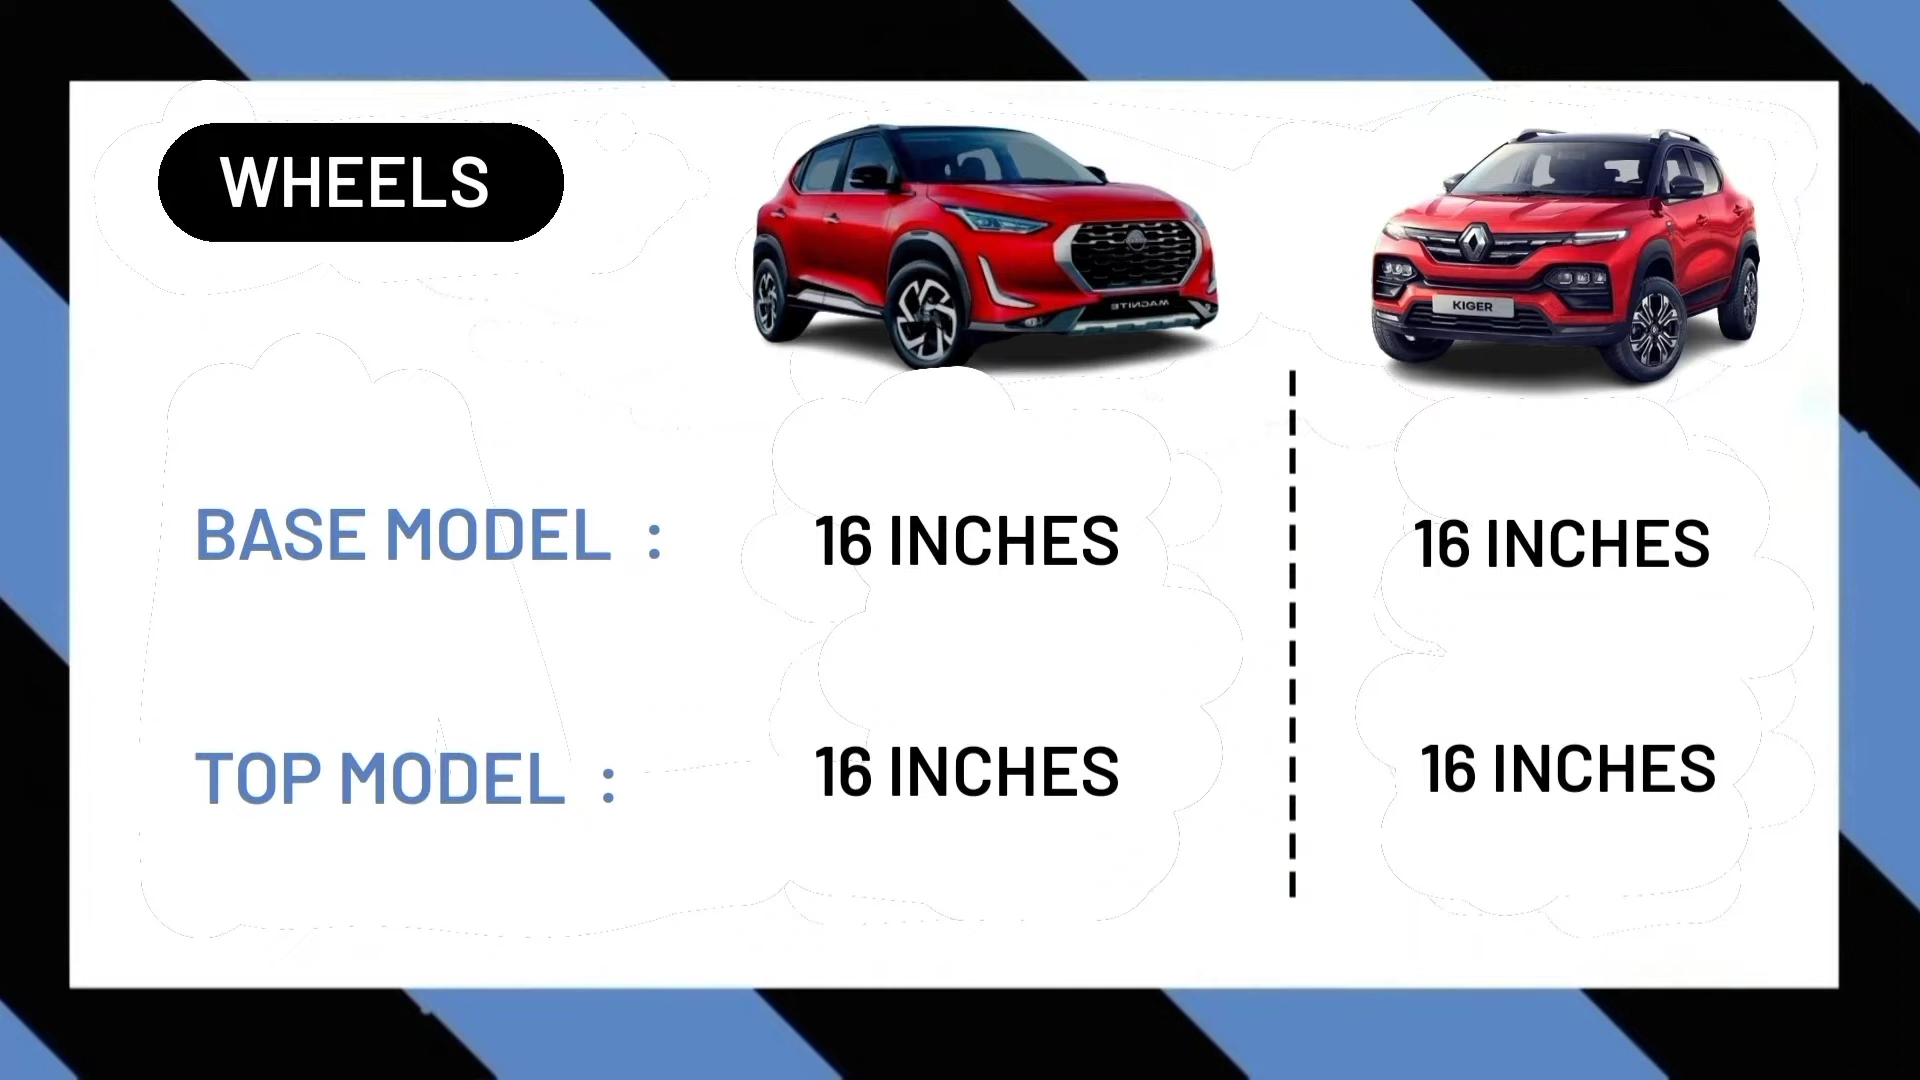 WHEELS
MAGNITE
KIGER
BASE MODEL : 16 INCHES 16 INCHES
TOP MODEL : 16 INCHES 16 INCHES